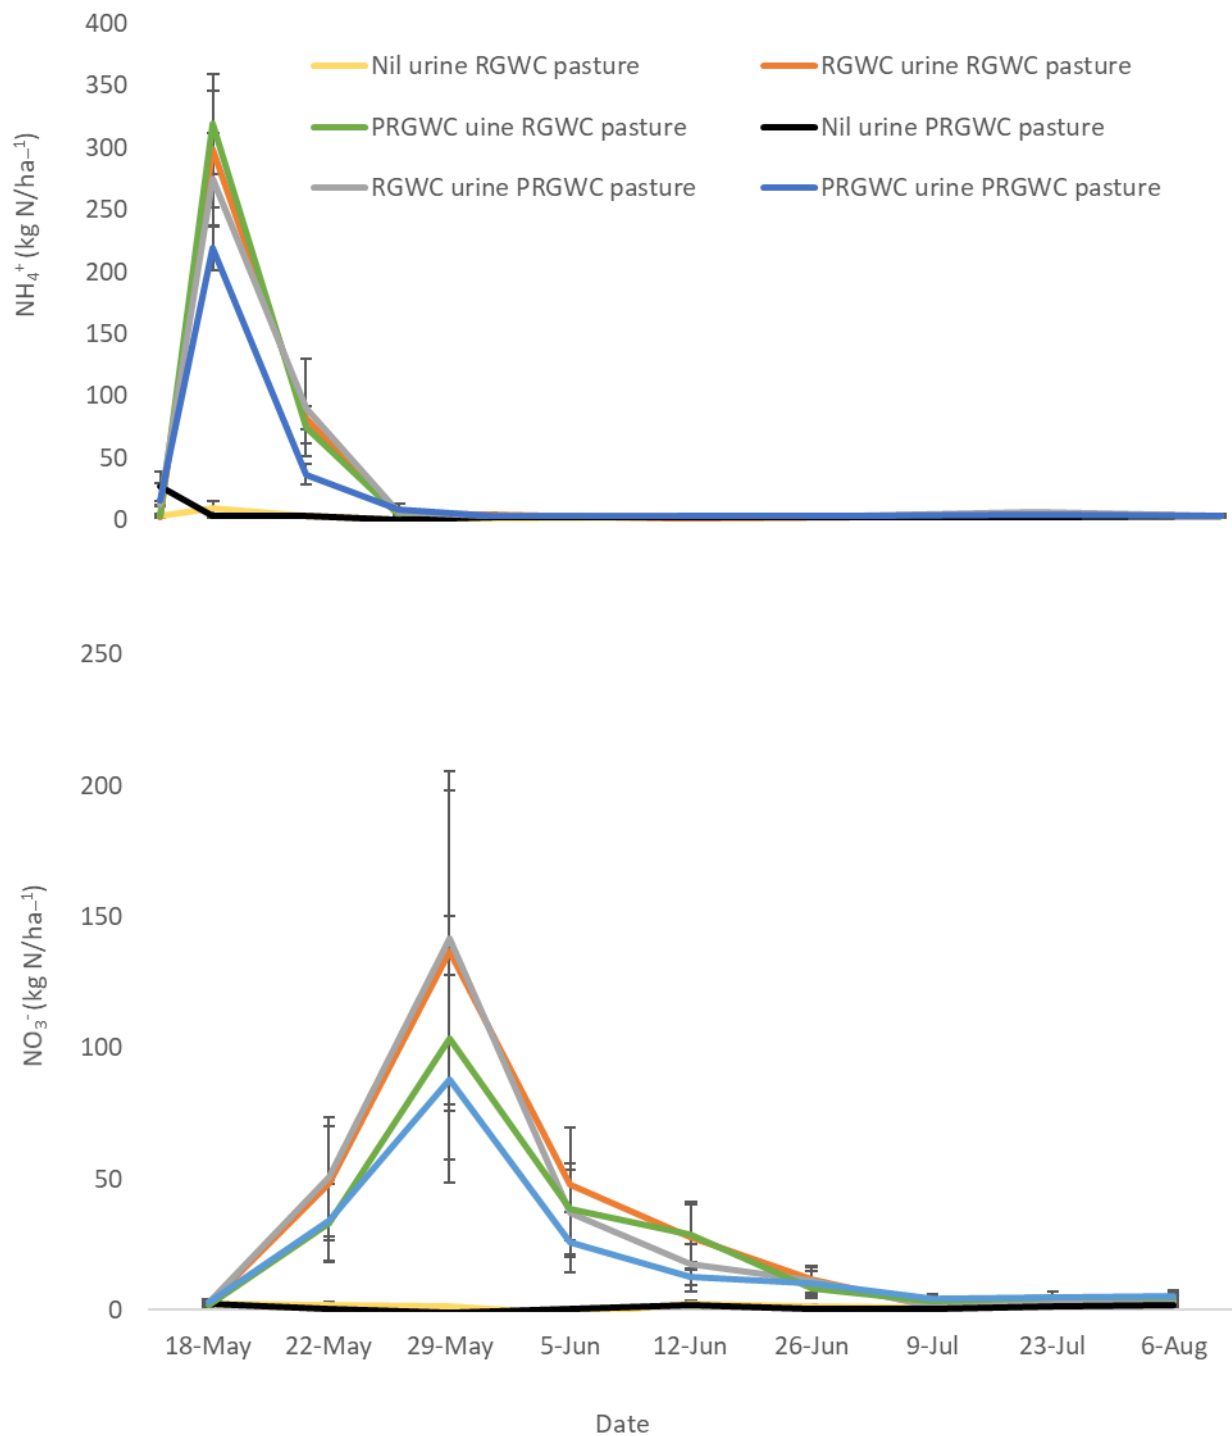 400
350
300
250
200
150
100
50
0
NH₄⁺ (kg N/ha⁻¹)
Nil urine RGWC pasture
RGWC urine RGWC pasture
PRGWC uine RGWC pasture
Nil urine PRGWC pasture
RGWC urine PRGWC pasture
PRGWC urine PRGWC pasture
250
200
150
100
50
0
NO₃⁻ (kg N/ha⁻¹)
18-May 22-May 29-May 5-Jun 12-Jun 26-Jun 9-Jul 23-Jul 6-Aug
Date